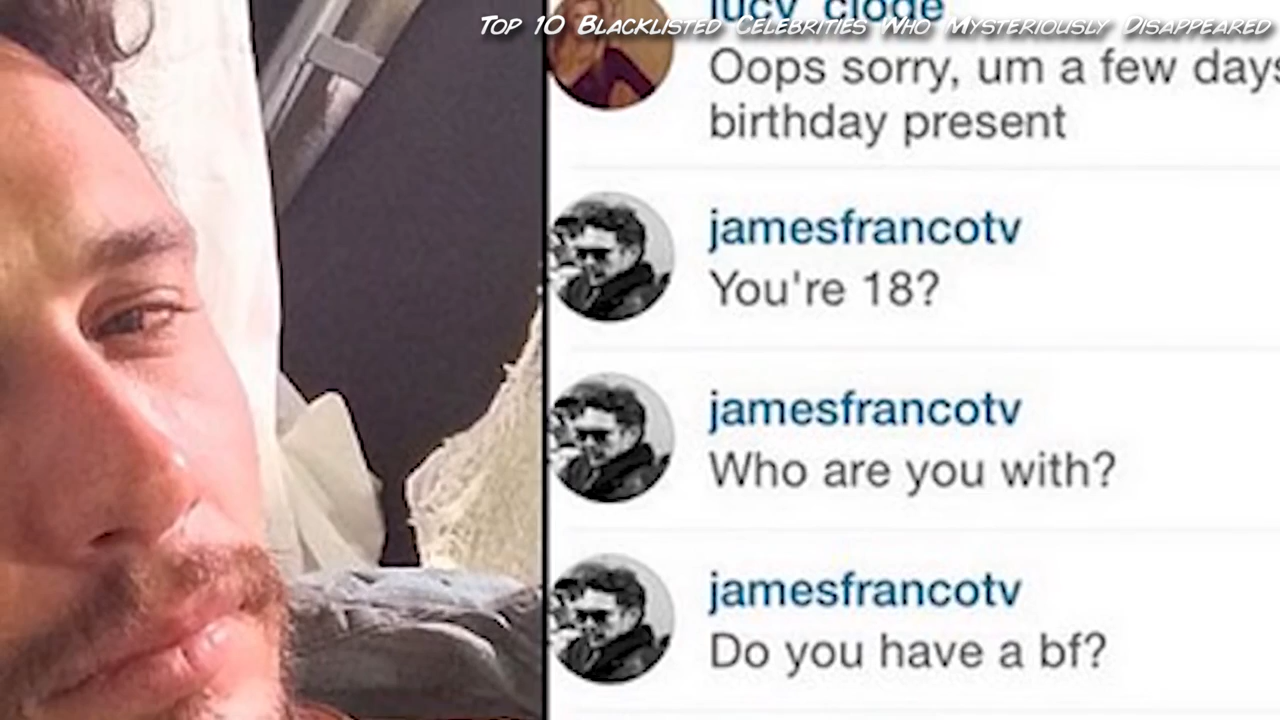 Top 10 Blacklisted Celebrities Who Mysteriously Disappeared
lucy_clode
Oops sorry, um a few days
birthday present
jamesfrancotv
You're 18?
jamesfrancotv
Who are you with?
jamesfrancotv
Do you have a bf?